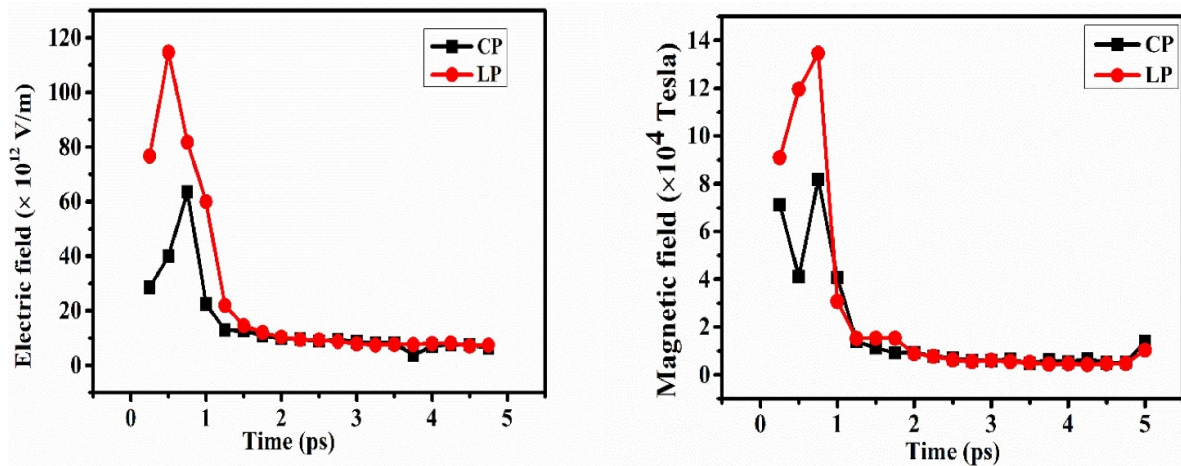 Electric field (× 10¹² V/m)
120
100
80
60
40
20
0
CP
LP
0 1 2 3 4 5
Time (ps)
Magnetic field (×10⁴ Tesla)
14
12
10
8
6
4
2
0
CP
LP
0 1 2 3 4 5
Time (ps)